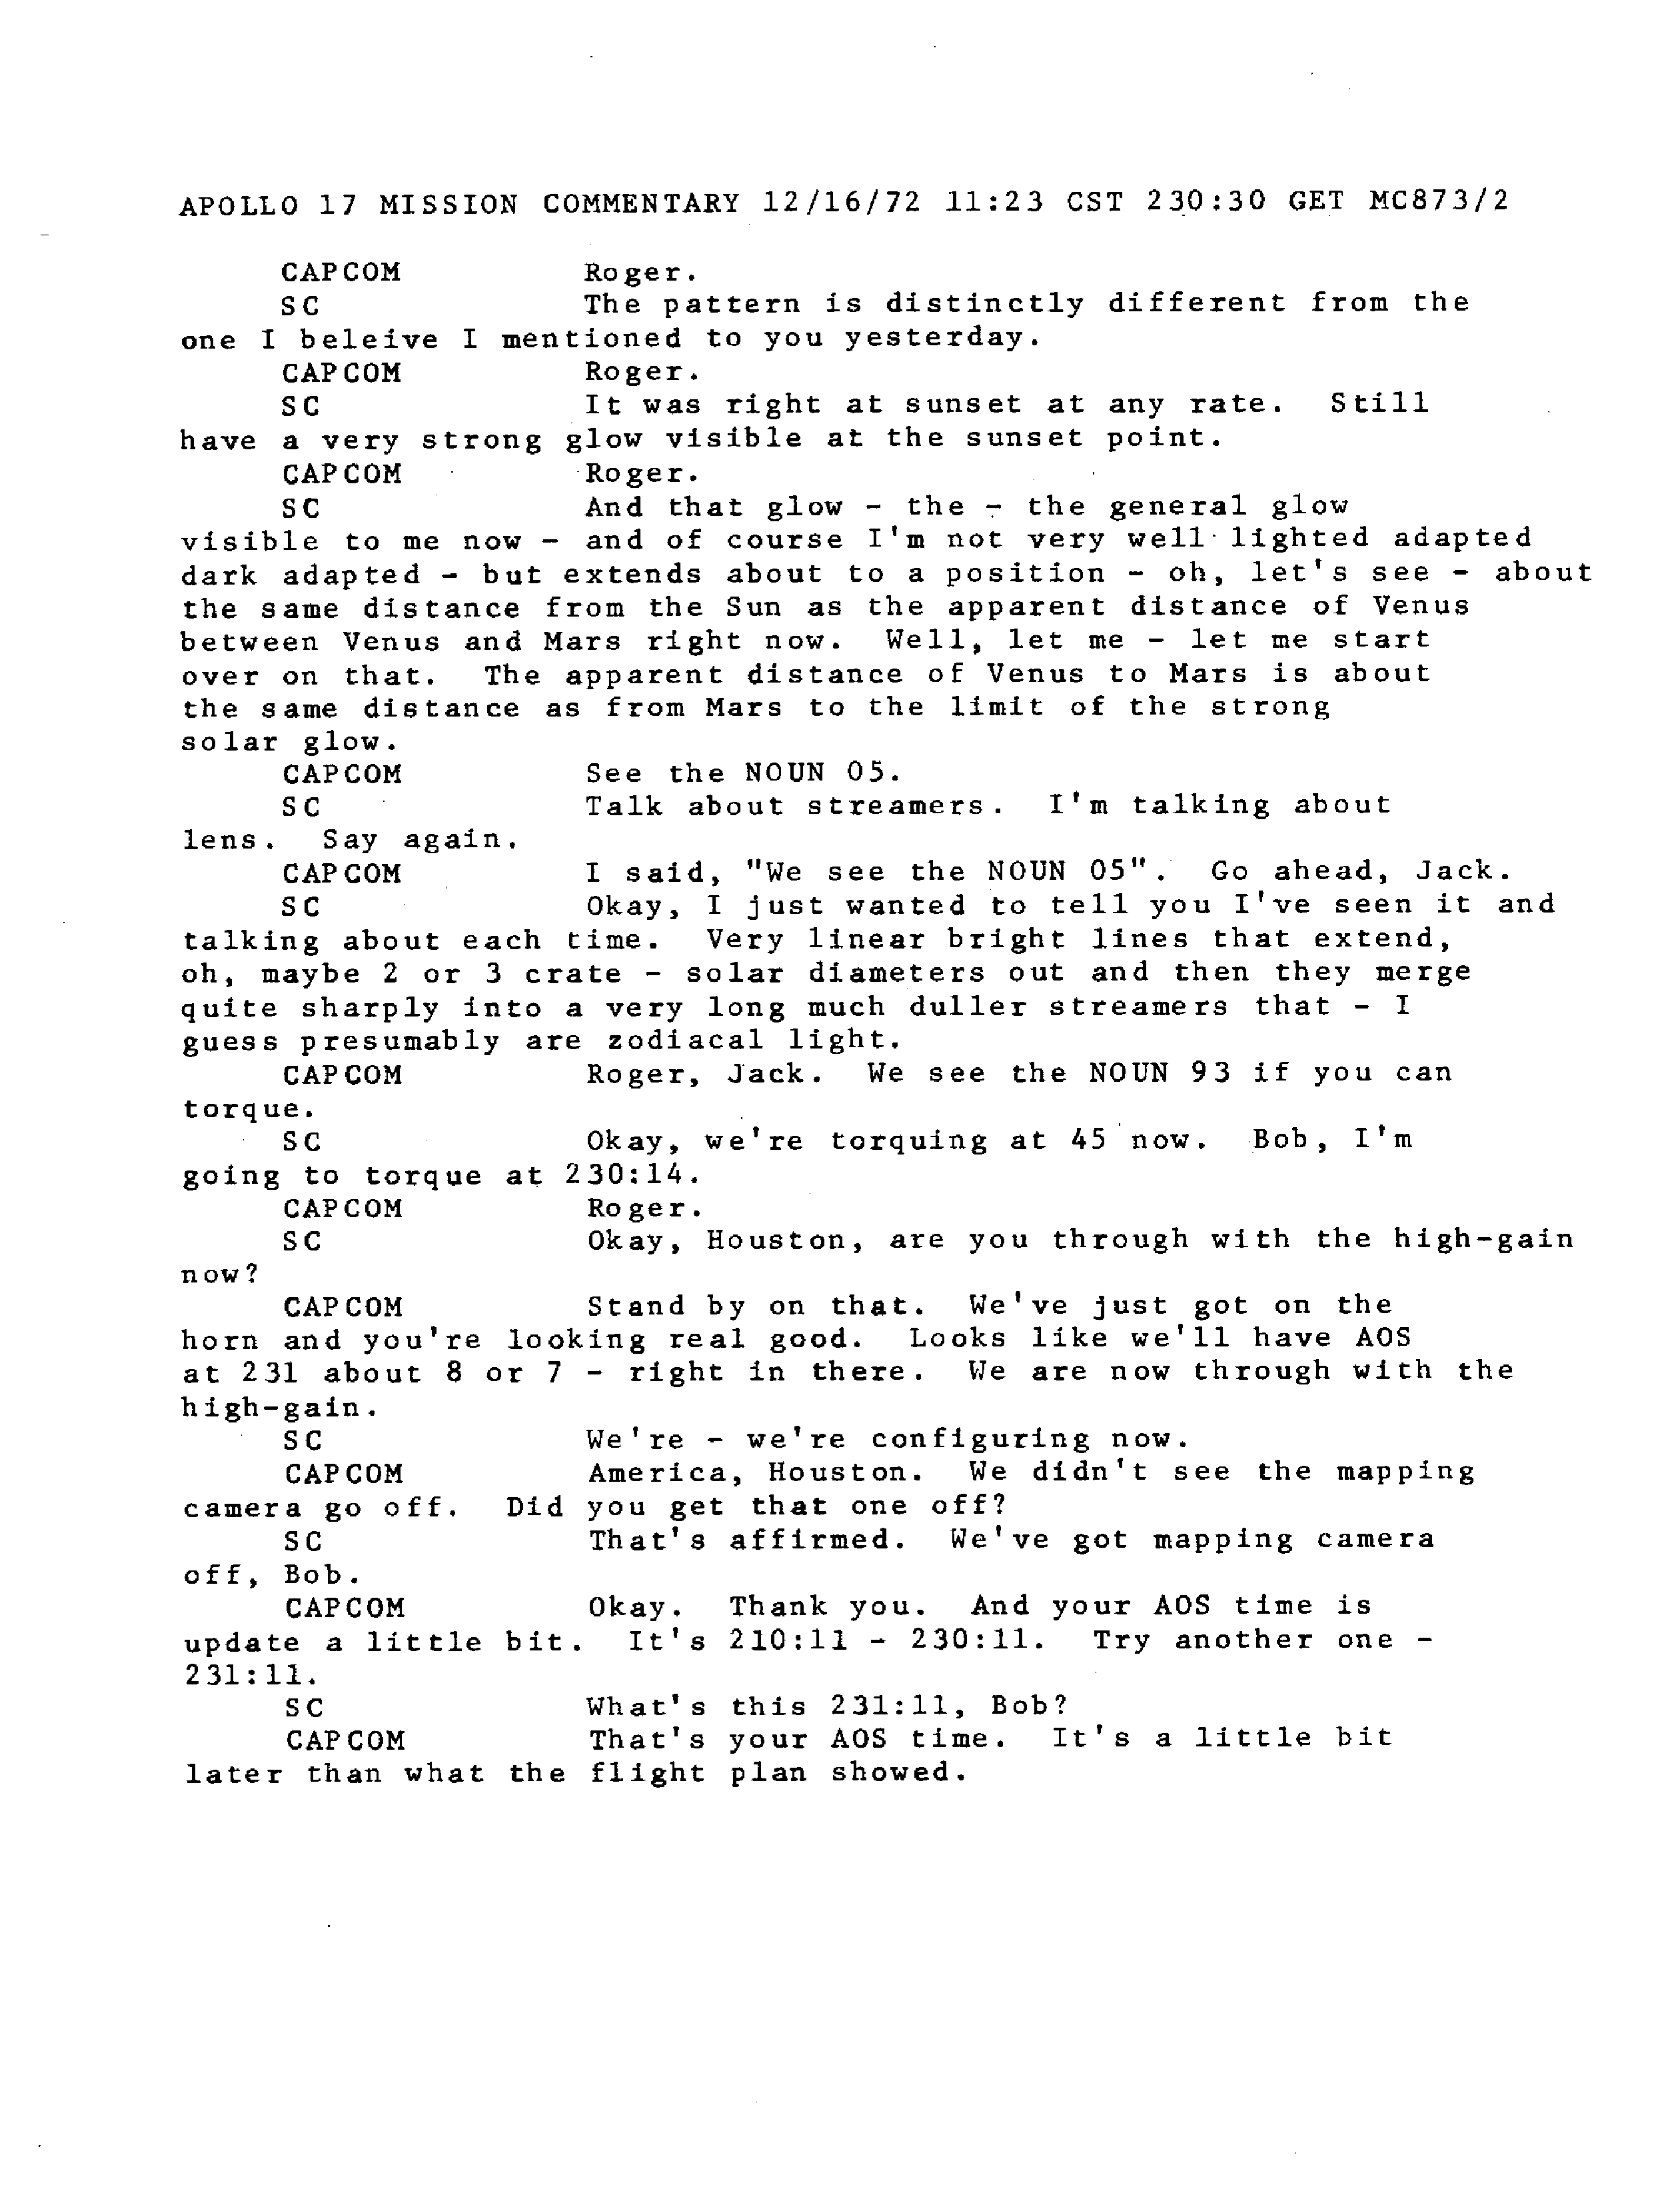 APOLLO 17 MISSION COMMENTARY 12/16/72 11:23 CST 230:30 GET MC873/2
CAPCOM Roger.
SC The pattern is distinctly different from the
one I beleive I mentioned to you yesterday.
CAPCOM Roger.
SC It was right at sunset at any rate. Still
have a very strong glow visible at the sunset point.
CAPCOM Roger.
SC And that glow - the - the general glow
visible to me now - and of course I'm not very well lighted adapted
dark adapted - but extends about to a position - oh, let's see - about
the same distance from the Sun as the apparent distance of Venus
between Venus and Mars right now. Well, let me - let me start
over on that. The apparent distance of Venus to Mars is about
the same distance as from Mars to the limit of the strong
solar glow.
CAPCOM See the NOUN 05.
SC Talk about streamers. I'm talking about
lens. Say again.
CAPCOM I said, "We see the NOUN 05". Go ahead, Jack.
SC Okay, I just wanted to tell you I've seen it and
talking about each time. Very linear bright lines that extend,
oh, maybe 2 or 3 crate - solar diameters out and then they merge
quite sharply into a very long much duller streamers that - I
guess presumably are zodiacal light.
CAPCOM Roger, Jack. We see the NOUN 93 if you can
torque.
SC Okay, we're torquing at 45 now. Bob, I'm
going to torque at 230:14.
CAPCOM Roger.
SC Okay, Houston, are you through with the high-gain
now?
CAPCOM Stand by on that. We've just got on the
horn and you're looking real good. Looks like we'll have AOS
at 231 about 8 or 7 - right in there. We are now through with the
high-gain.
SC We're - we're configuring now.
CAPCOM America, Houston. We didn't see the mapping
camera go off. Did you get that one off?
SC That's affirmed. We've got mapping camera
off, Bob.
CAPCOM Okay. Thank you. And your AOS time is
update a little bit. It's 210:11 - 230:11. Try another one -
231:11.
SC What's this 231:11, Bob?
CAPCOM That's your AOS time. It's a little bit
later than what the flight plan showed.